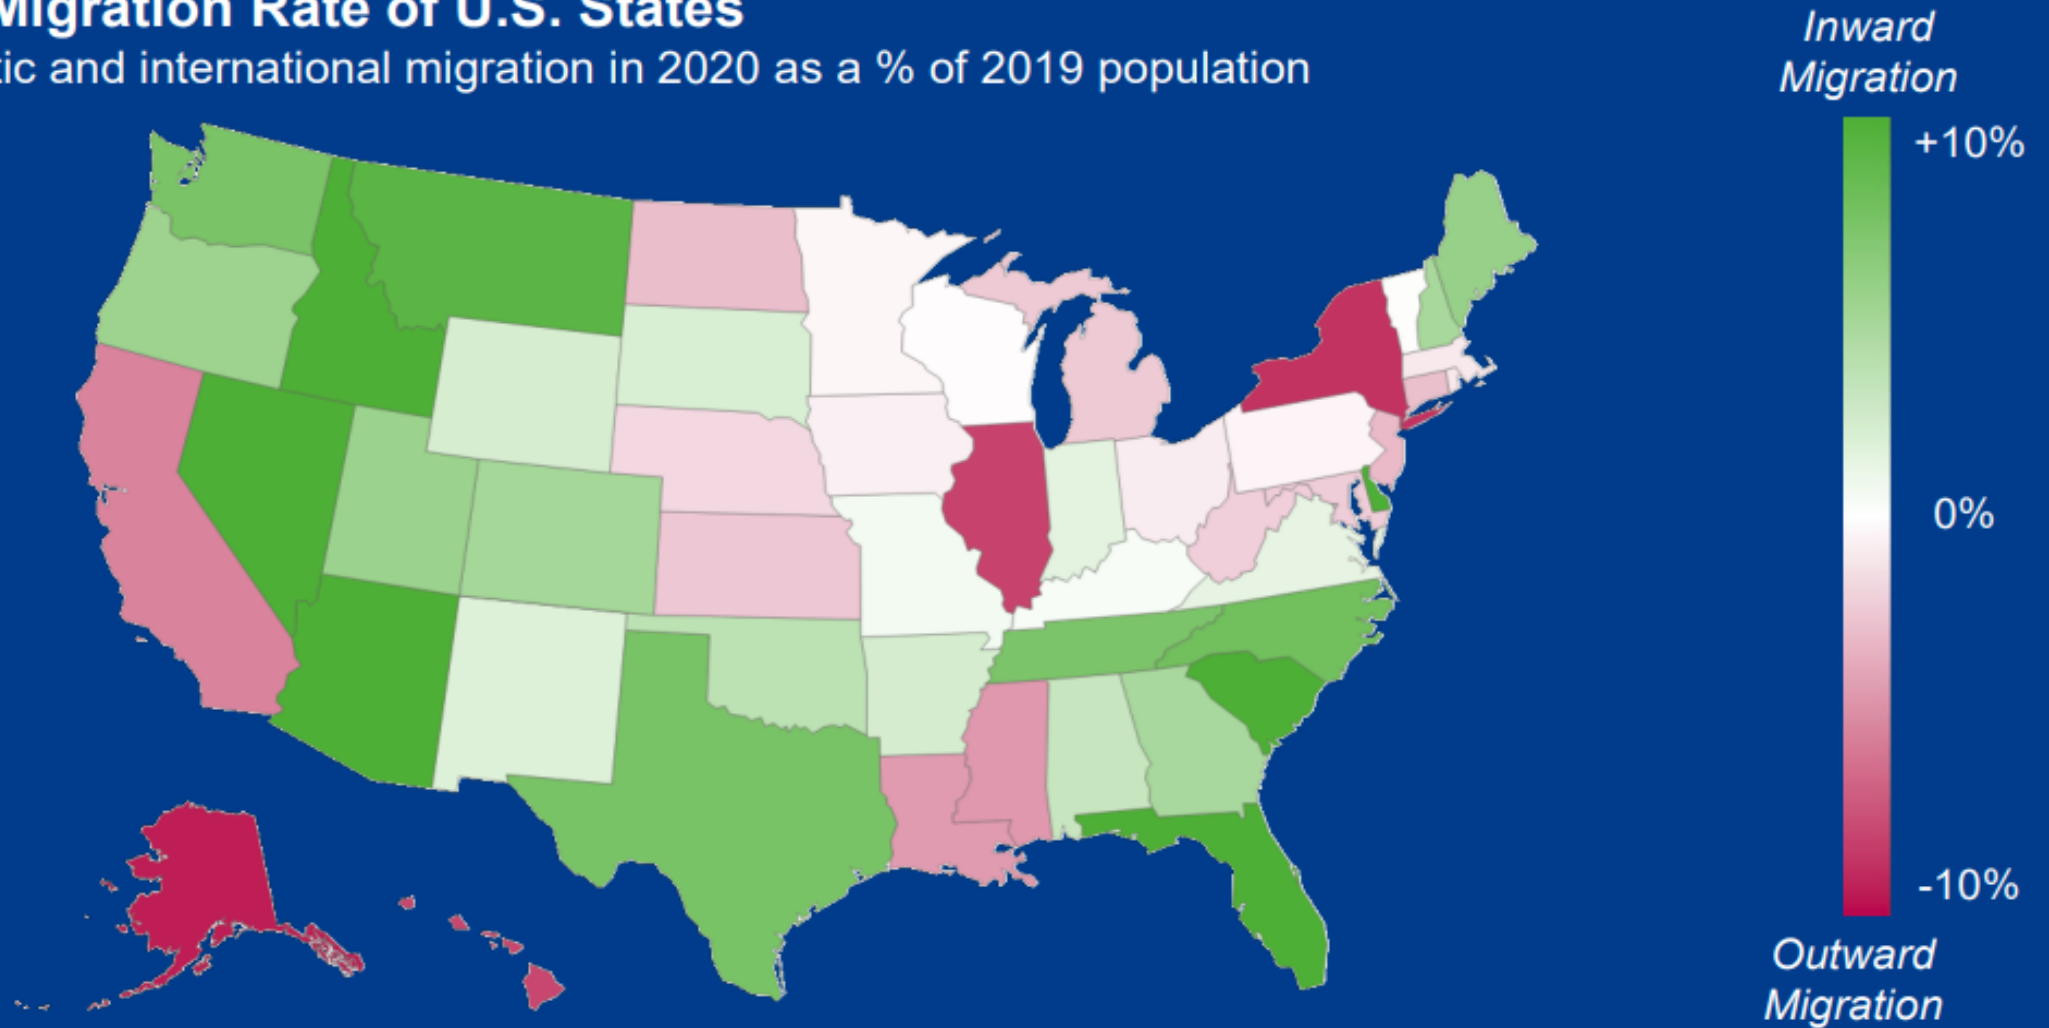 Migration Rate of U.S. States
tic and international migration in 2020 as a % of 2019 population
Inward
Migration
+10%
0%
-10%
Outward
Migration